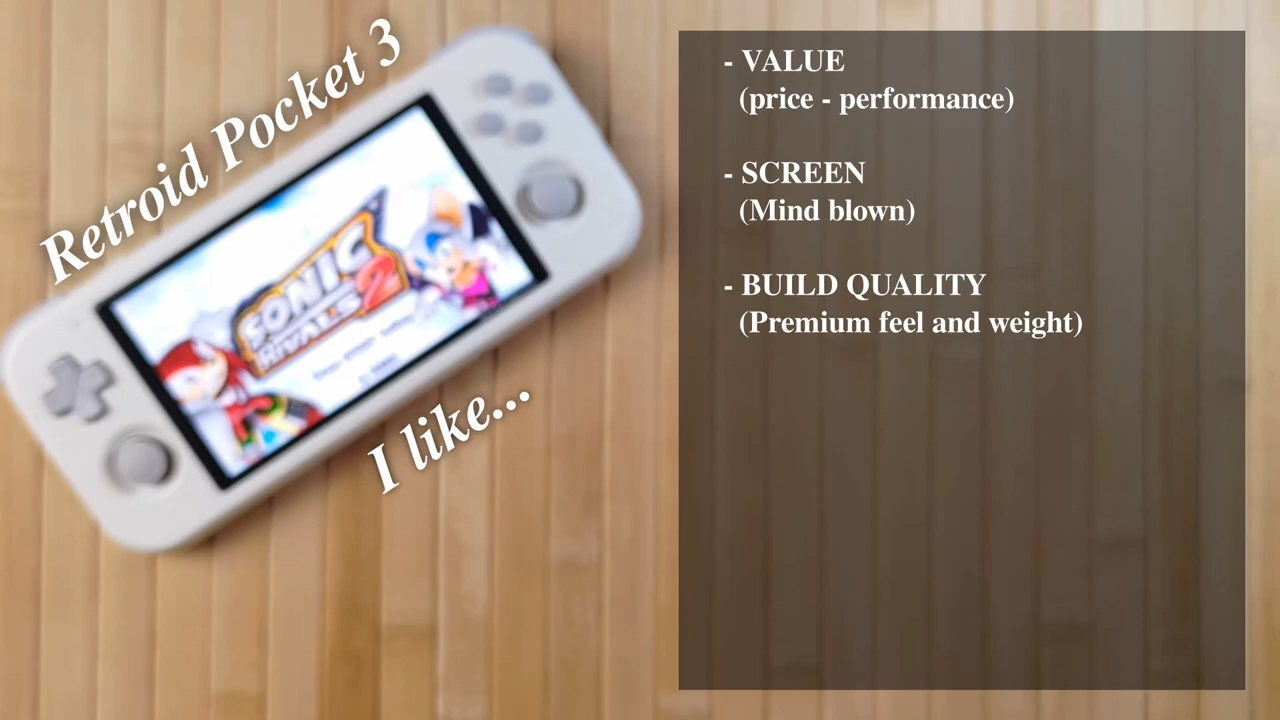 Retroid Pocket 3
SONIC
RIVALS 2
I like...
- VALUE
(price - performance)
- SCREEN
(Mind blown)
- BUILD QUALITY
(Premium feel and weight)